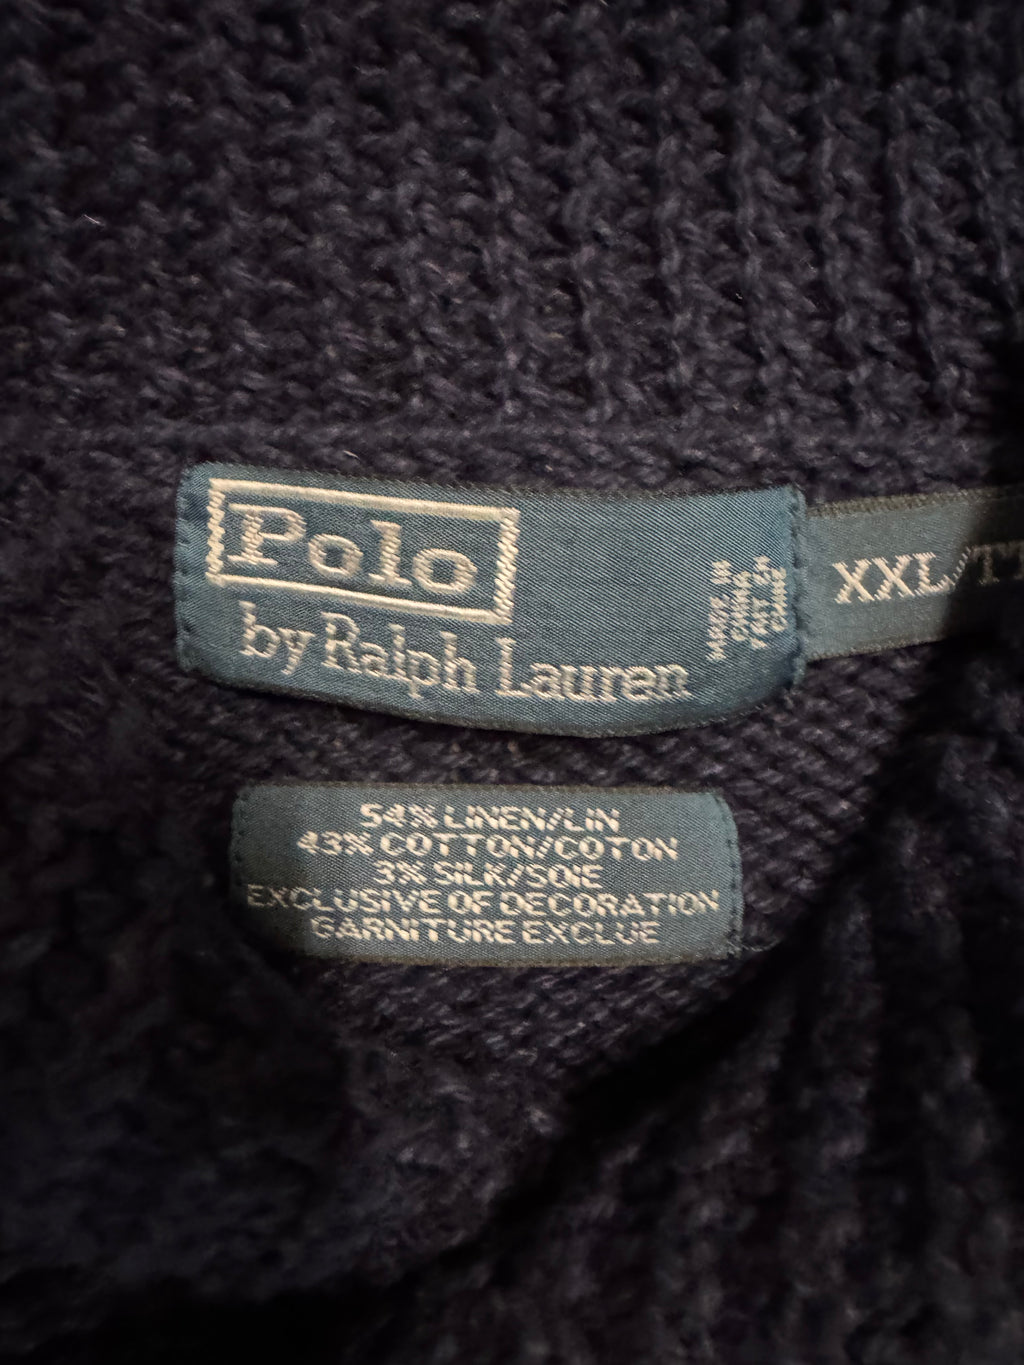 Polo
by Ralph Lauren
XXL/TT
54% LINEN/LIN
43% COTTON/COTON
3% SILK/SOIE
EXCLUSIVE OF DECORATION
GARNITURE EXCLUE